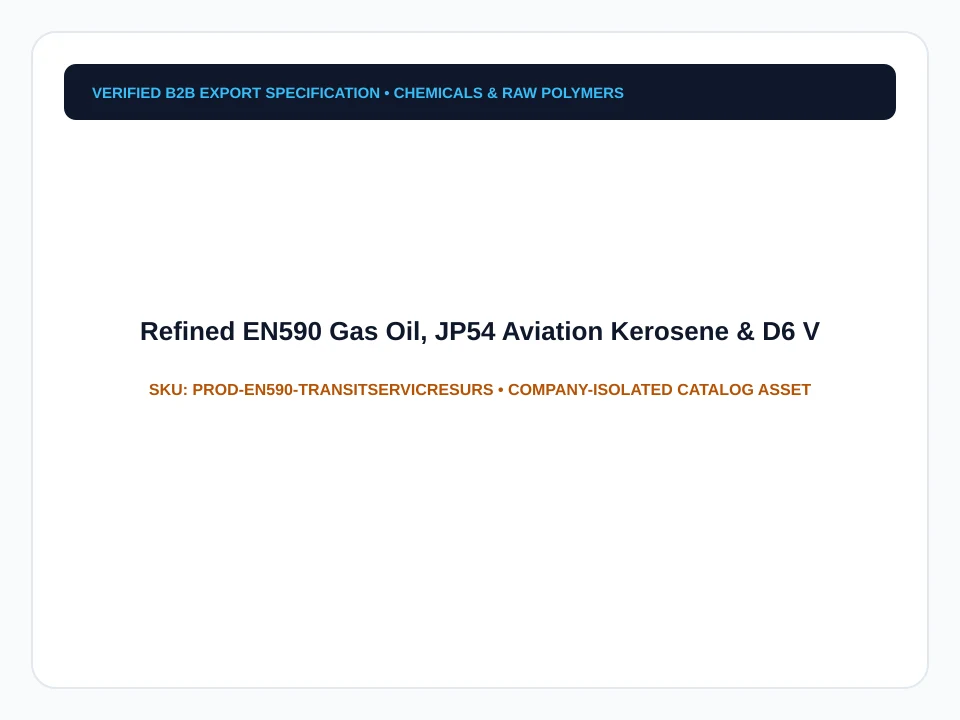 VERIFIED B2B EXPORT SPECIFICATION • CHEMICALS & RAW POLYMERS
Refined EN590 Gas Oil, JP54 Aviation Kerosene & D6 V
SKU: PROD-EN590-TRANSITSERVICRESURS • COMPANY-ISOLATED CATALOG ASSET